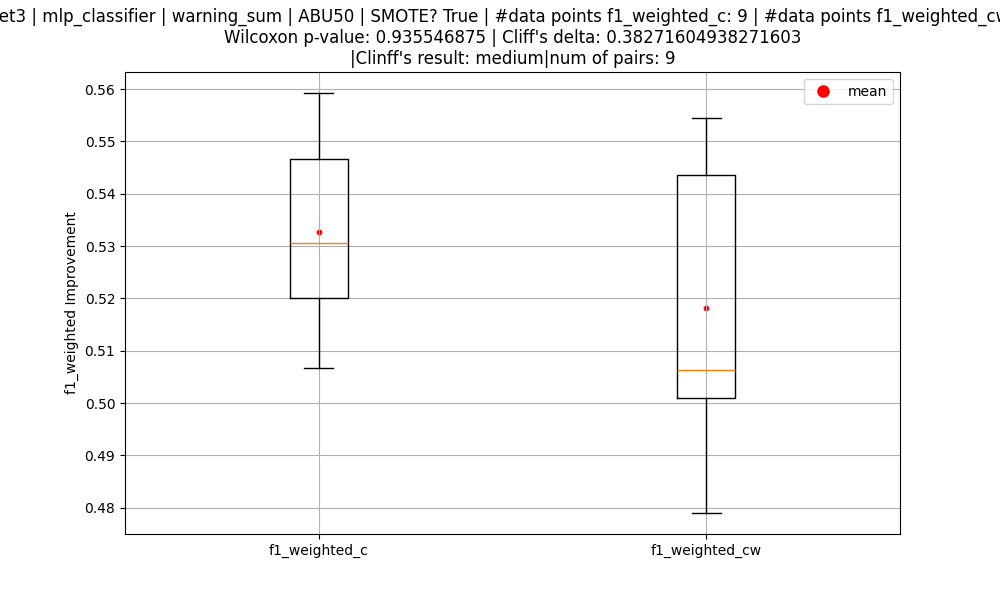 et3 | mlp_classifier | warning_sum | ABU50 | SMOTE? True | #data points f1_weighted_c: 9 | #data points f1_weighted_cw
Wilcoxon p-value: 0.935546875 | Cliff's delta: 0.38271604938271603
|Clinff's result: medium|num of pairs: 9
mean
0.56
0.55
0.54
0.53
0.52
0.51
0.50
0.49
0.48
f1_weighted Improvement
f1_weighted_c
f1_weighted_cw